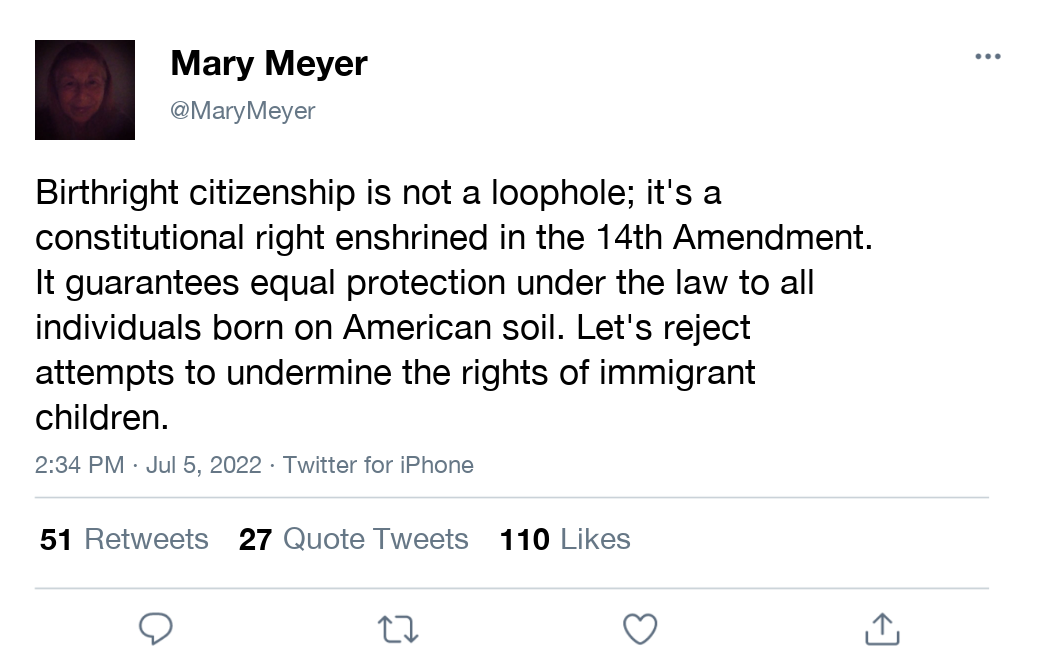 Mary Meyer
@MaryMeyer
Birthright citizenship is not a loophole; it's a
constitutional right enshrined in the 14th Amendment.
It guarantees equal protection under the law to all
individuals born on American soil. Let's reject
attempts to undermine the rights of immigrant
children.
2:34 PM · Jul 5, 2022 · Twitter for iPhone
51 Retweets 27 Quote Tweets 110 Likes